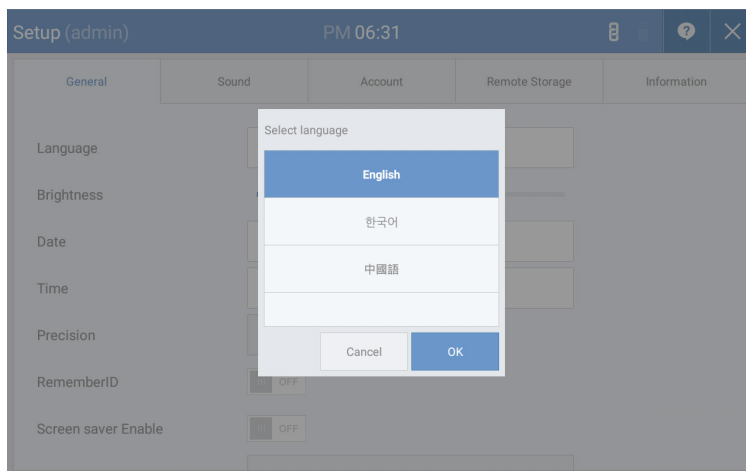 Setup (admin) PM 06:31 ?
General Sound Account Remote Storage Information
Select language
Language
English
Brightness
한국어
Date
中國語
Time
Precision
Cancel OK
RememberID OFF
Screen saver Enable OFF